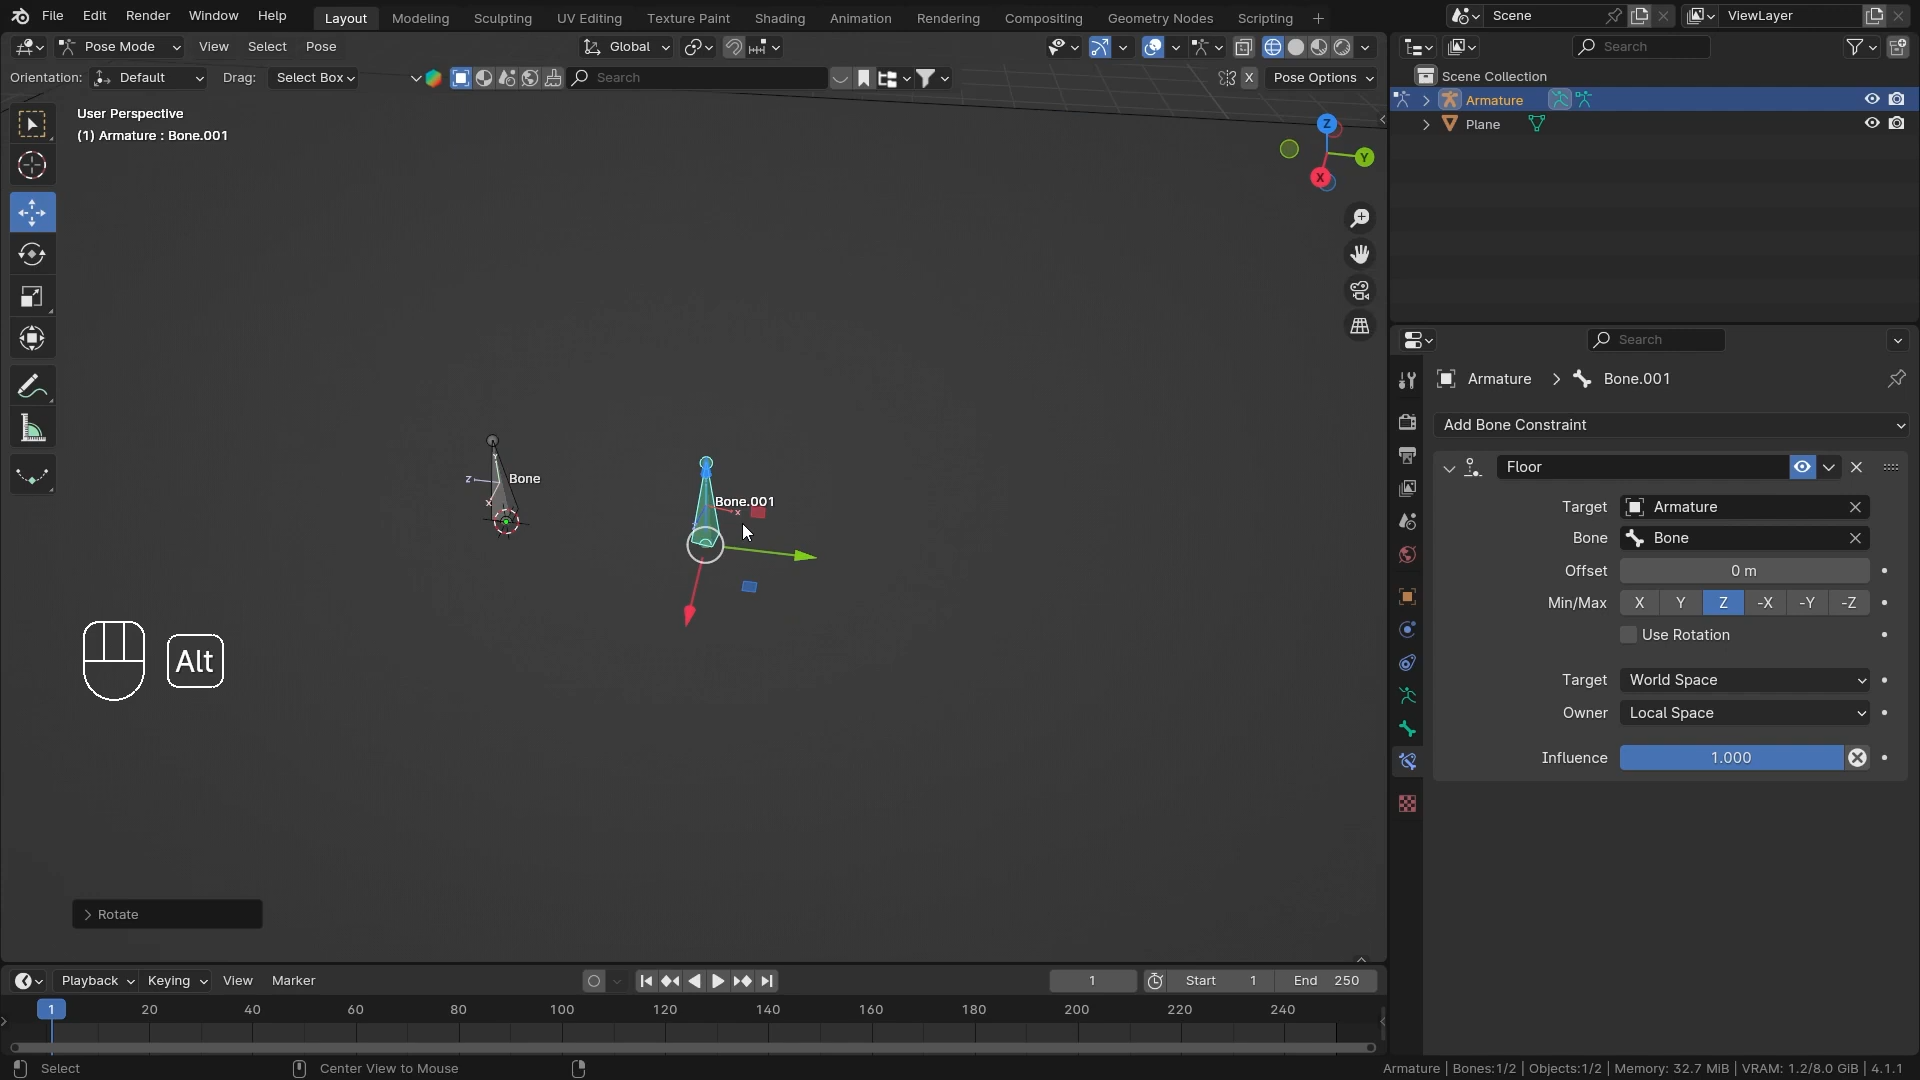 File Edit Render Window Help Layout Modeling Sculpting UV Editing Texture Paint Shading Animation Rendering Compositing Geometry Nodes Scripting + Scene ViewLayer
Pose Mode View Select Pose Global Search
Orientation: Default Drag: Select Box Search X Pose Options
Scene Collection
Armature
Plane
User Perspective
(1) Armature : Bone.001
Z
Y
X
Search
Armature > Bone.001
Add Bone Constraint
Floor
Target Armature
Bone Bone
Offset 0 m
Min/Max X Y Z -X -Y -Z
Use Rotation
Target World Space
Owner Local Space
Influence 1.000
Bone
Bone.001
Alt
Rotate
Playback Keying View Marker 1 Start 1 End 250
1 20 40 60 80 100 120 140 160 180 200 220 240
Select Center View to Mouse Armature | Bones:1/2 | Objects:1/2 | Memory: 32.7 MiB | VRAM: 1.2/8.0 GiB | 4.1.1